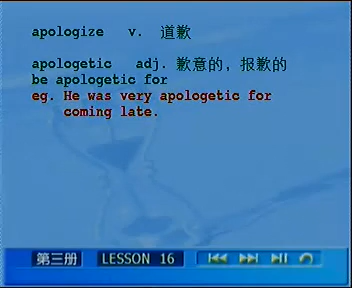 apologize v. 道歉
apologetic adj. 歉意的, 报歉的
be apologetic for
eg. He was very apologetic for
coming late.
第三册 LESSON 16